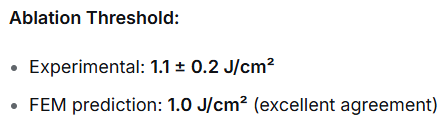 Ablation Threshold:
• Experimental: 1.1 ± 0.2 J/cm²
• FEM prediction: 1.0 J/cm² (excellent agreement)